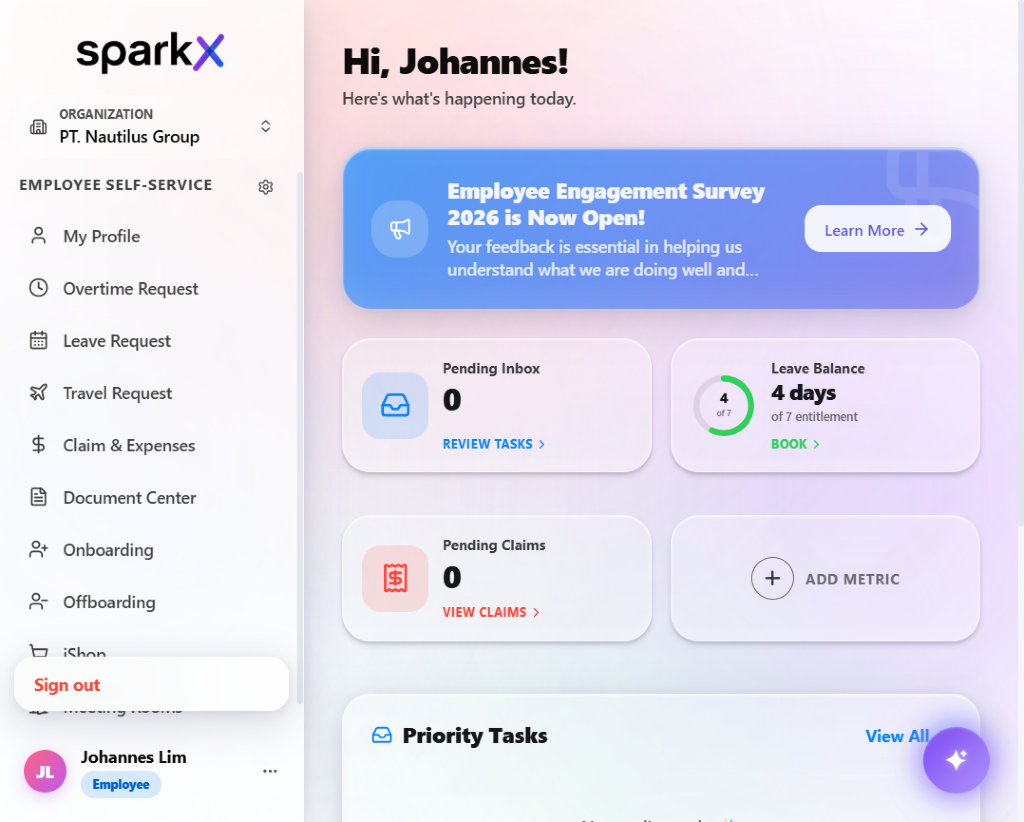 sparkX
ORGANIZATION
PT. Nautilus Group
EMPLOYEE SELF-SERVICE
My Profile
Overtime Request
Leave Request
Travel Request
Claim & Expenses
Document Center
Onboarding
Offboarding
iShop
Sign out
Meeting Rooms
JL
Johannes Lim
Employee
Hi, Johannes!
Here's what's happening today.
Employee Engagement Survey
2026 is Now Open!
Your feedback is essential in helping us
understand what we are doing well and...
Learn More
Pending Inbox
0
REVIEW TASKS
4
of 7
Leave Balance
4 days
of 7 entitlement
BOOK
Pending Claims
0
VIEW CLAIMS
ADD METRIC
Priority Tasks
View All